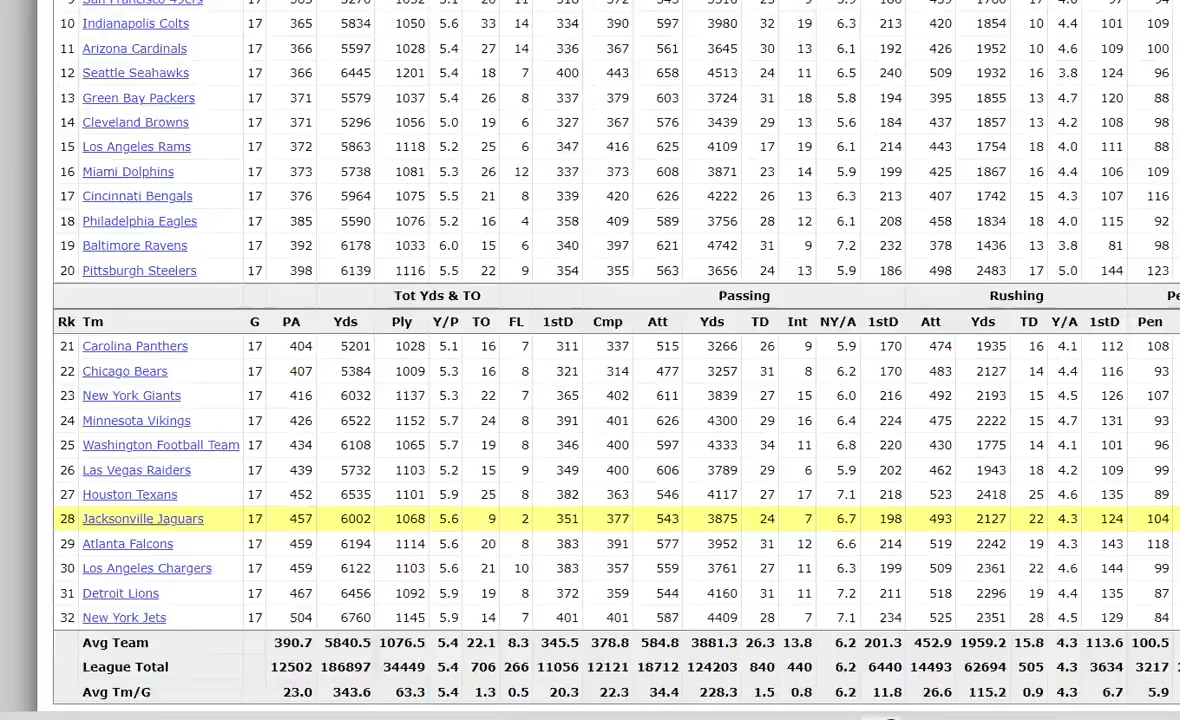 10 Indianapolis Colts 17 365 5834 1050 5.6 33 14 334 390 597 3980 32 19 6.3 213 420 1854 10 4.4 101 109
11 Arizona Cardinals 17 366 5597 1028 5.4 27 14 336 367 561 3645 30 13 6.1 192 426 1952 10 4.6 109 100
12 Seattle Seahawks 17 366 6445 1201 5.4 18 7 400 443 658 4513 24 11 6.5 240 509 1932 16 3.8 124 96
13 Green Bay Packers 17 371 5579 1037 5.4 26 8 337 379 603 3724 31 18 5.8 194 395 1855 13 4.7 120 88
14 Cleveland Browns 17 371 5296 1056 5.0 19 6 327 367 576 3439 29 13 5.6 184 437 1857 13 4.2 108 98
15 Los Angeles Rams 17 372 5863 1118 5.2 25 6 347 416 625 4109 17 19 6.1 214 443 1754 18 4.0 111 88
16 Miami Dolphins 17 373 5738 1081 5.3 26 12 337 373 608 3871 23 14 5.9 199 425 1867 16 4.4 106 109
17 Cincinnati Bengals 17 376 5964 1075 5.5 21 8 339 420 626 4222 26 13 6.3 213 407 1742 15 4.3 107 116
18 Philadelphia Eagles 17 385 5590 1076 5.2 16 4 358 409 589 3756 28 12 6.1 208 458 1834 18 4.0 115 92
19 Baltimore Ravens 17 392 6178 1033 6.0 15 6 340 397 621 4742 31 9 7.2 232 378 1436 13 3.8 81 98
20 Pittsburgh Steelers 17 398 6139 1116 5.5 22 9 354 355 563 3656 24 13 5.9 186 498 2483 17 5.0 144 123
Tot Yds & TO Passing Rushing Pe
Rk Tm G PA Yds Ply Y/P TO FL 1stD Cmp Att Yds TD Int NY/A 1stD Att Yds TD Y/A 1stD Pen
21 Carolina Panthers 17 404 5201 1028 5.1 16 7 311 337 515 3266 26 9 5.9 170 474 1935 16 4.1 112 108
22 Chicago Bears 17 407 5384 1009 5.3 16 8 321 314 477 3257 31 8 6.2 170 483 2127 14 4.4 116 93
23 New York Giants 17 416 6032 1137 5.3 22 7 365 402 611 3839 27 15 6.0 216 492 2193 15 4.5 126 107
24 Minnesota Vikings 17 426 6522 1152 5.7 24 8 391 401 626 4300 29 16 6.4 224 475 2222 15 4.7 131 93
25 Washington Football Team 17 434 6108 1065 5.7 19 8 346 400 597 4333 34 11 6.8 220 430 1775 14 4.1 101 96
26 Las Vegas Raiders 17 439 5732 1103 5.2 15 9 349 400 606 3789 29 6 5.9 202 462 1943 18 4.2 109 99
27 Houston Texans 17 452 6535 1101 5.9 25 8 382 363 546 4117 27 17 7.1 218 523 2418 25 4.6 135 89
28 Jacksonville Jaguars 17 457 6002 1068 5.6 9 2 351 377 543 3875 24 7 6.7 198 493 2127 22 4.3 124 104
29 Atlanta Falcons 17 459 6194 1114 5.6 20 8 383 391 577 3952 31 12 6.6 214 519 2242 19 4.3 143 118
30 Los Angeles Chargers 17 459 6122 1103 5.6 21 10 383 357 559 3761 27 11 6.3 199 509 2361 22 4.6 144 99
31 Detroit Lions 17 467 6456 1092 5.9 19 8 372 359 544 4160 31 11 7.2 211 518 2296 19 4.4 135 87
32 New York Jets 17 504 6760 1145 5.9 14 7 401 401 587 4409 28 7 7.1 234 525 2351 28 4.5 129 84
Avg Team 390.7 5840.5 1076.5 5.4 22.1 8.3 345.5 378.8 584.8 3881.3 26.3 13.8 6.2 201.3 452.9 1959.2 15.8 4.3 113.6 100.5
League Total 12502 186897 34449 5.4 706 266 11056 12121 18712 124203 840 440 6.2 6440 14493 62694 505 4.3 3634 3217
Avg Tm/G 23.0 343.6 63.3 5.4 1.3 0.5 20.3 22.3 34.4 228.3 1.5 0.8 6.2 11.8 26.6 115.2 0.9 4.3 6.7 5.9